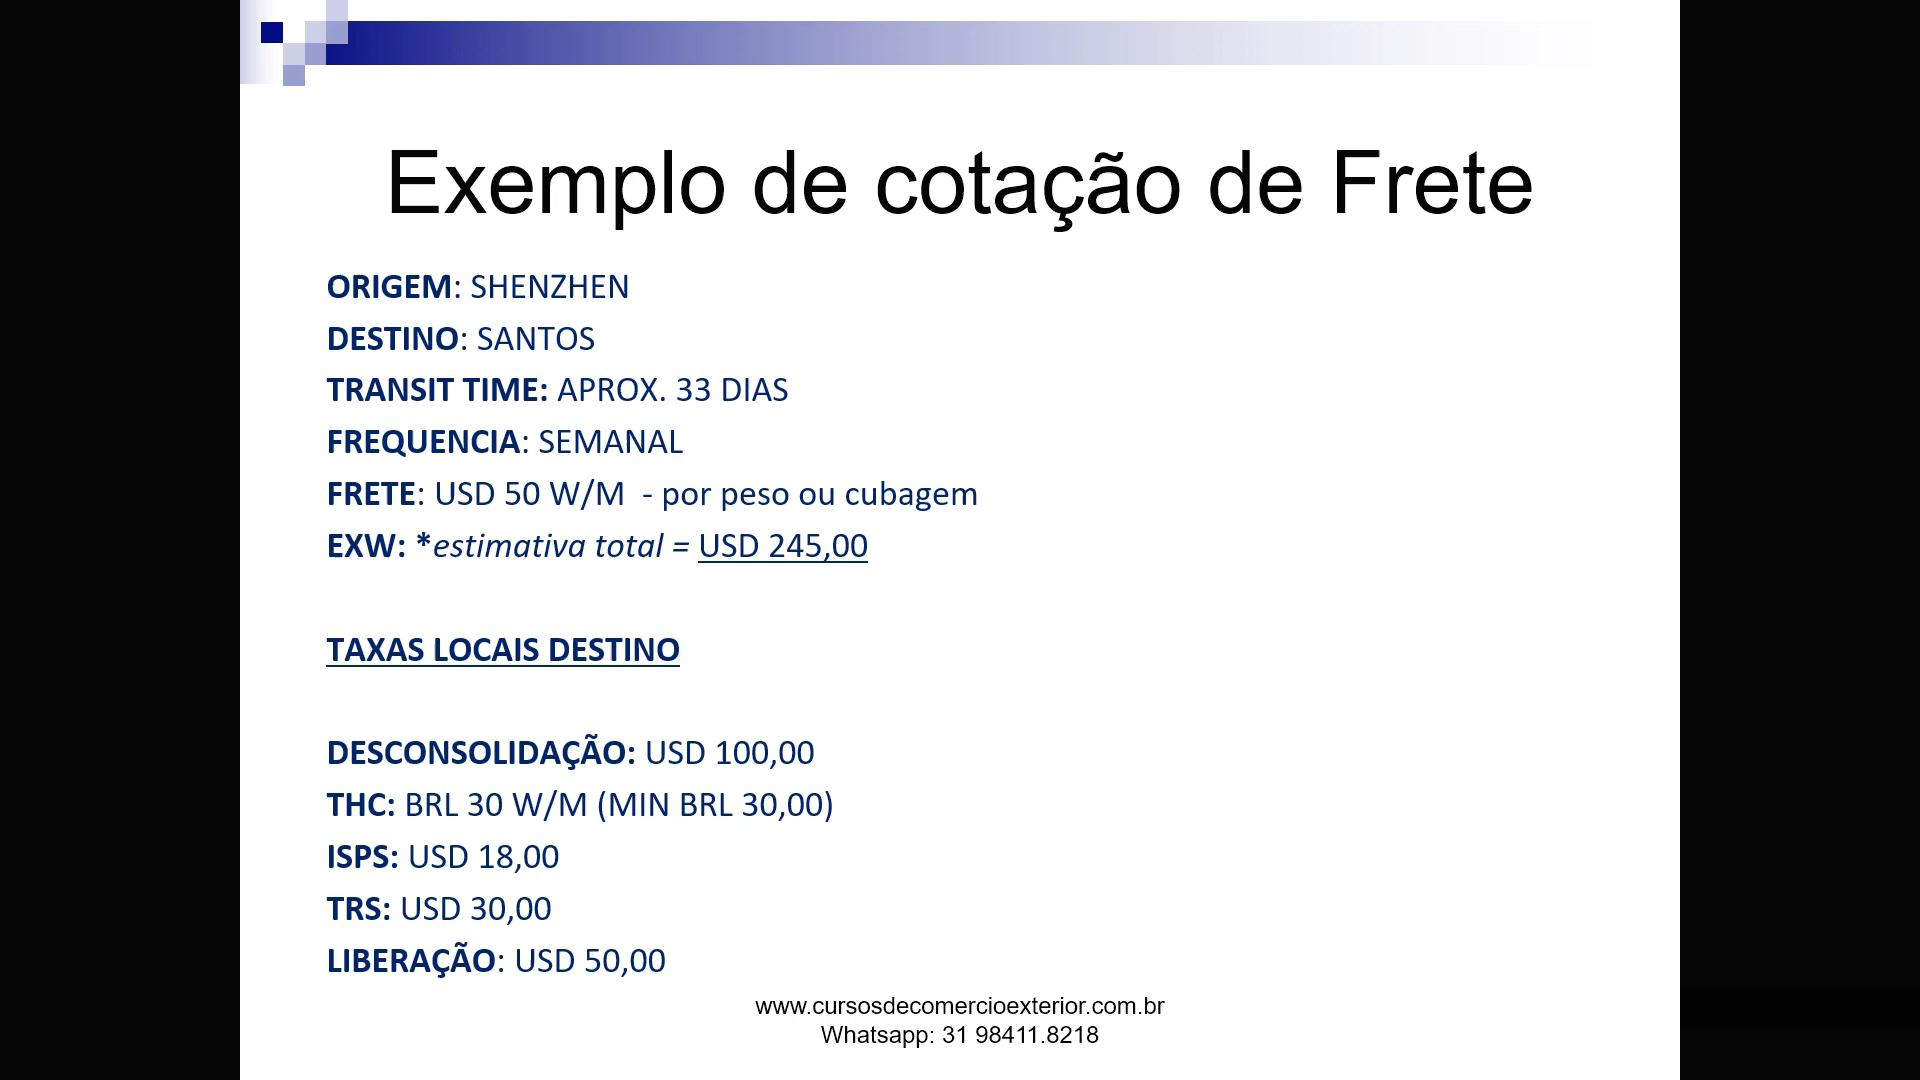 Exemplo de cotação de Frete
ORIGEM: SHENZHEN
DESTINO: SANTOS
TRANSIT TIME: APROX. 33 DIAS
FREQUENCIA: SEMANAL
FRETE: USD 50 W/M  - por peso ou cubagem
EXW: *estimativa total = USD 245,00
TAXAS LOCAIS DESTINO
DESCONSOLIDAÇÃO: USD 100,00
THC: BRL 30 W/M (MIN BRL 30,00)
ISPS: USD 18,00
TRS: USD 30,00
LIBERAÇÃO: USD 50,00
www.cursosdecomercioexterior.com.br
Whatsapp: 31 98411.8218